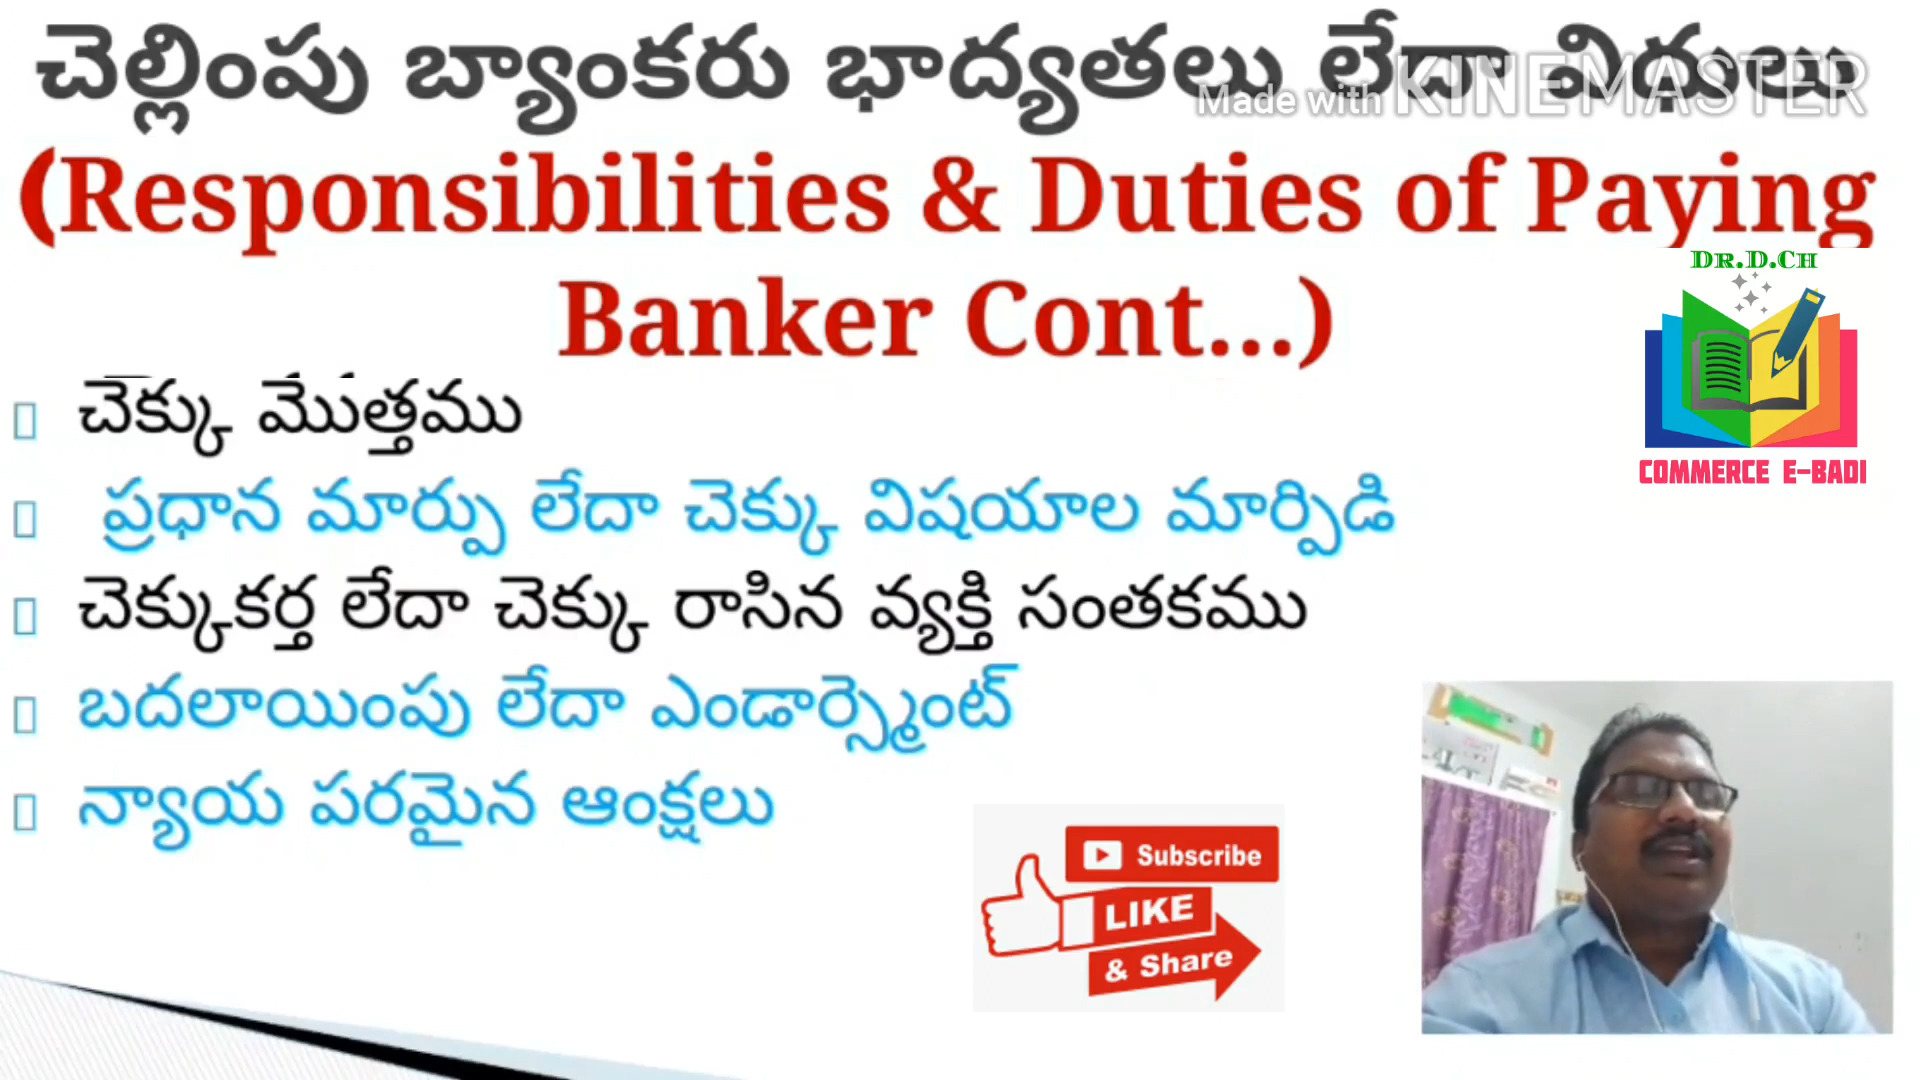 చెల్లింపు బ్యాంకరు భాద్యతలు లేదా విధులు
Made with KINEMASTER
(Responsibilities & Duties of Paying
Banker Cont...)
DR.D.CH
COMMERCE E-BADI
చెక్కు మొత్తము
ప్రధాన మార్పు లేదా చెక్కు విషయాల మార్పిడి
చెక్కుకర్త లేదా చెక్కు రాసిన వ్యక్తి సంతకము
బదలాయింపు లేదా ఎండార్స్మెంట్
న్యాయ పరమైన ఆంక్షలు
Subscribe
LIKE
& Share